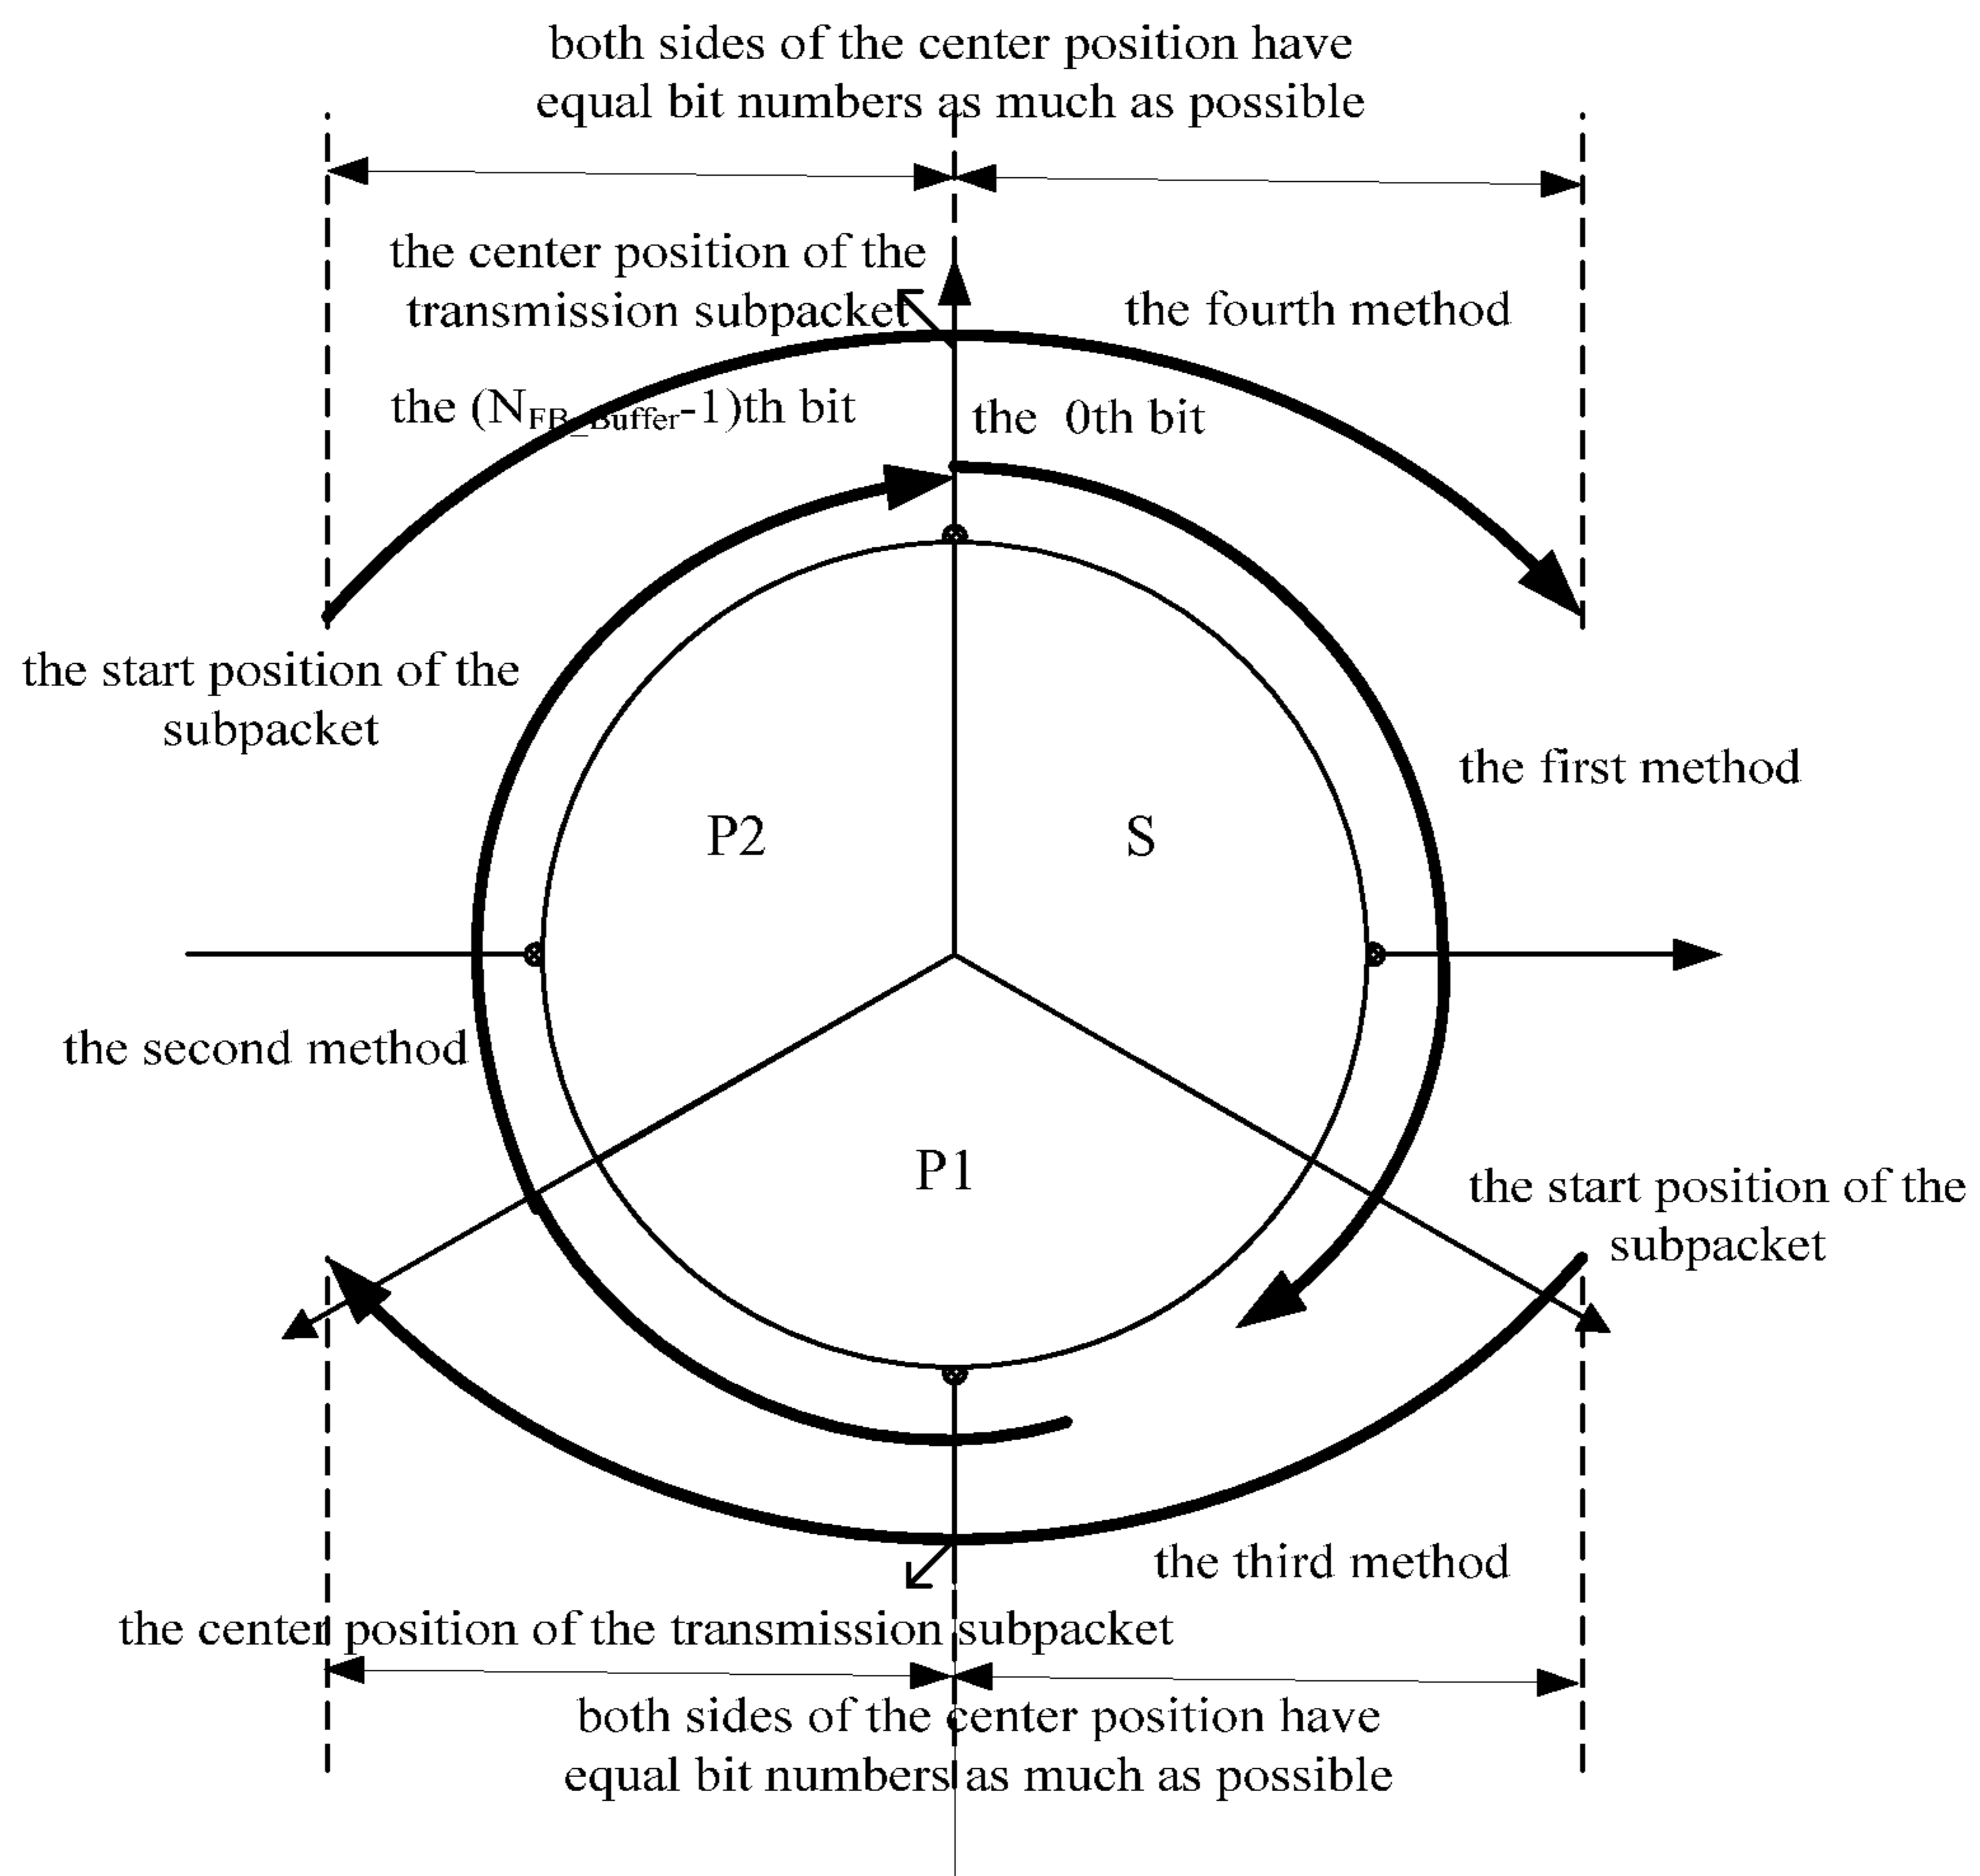 both sides of the center position have
equal bit numbers as much as possible
the center position of the
transmission subpacket
the fourth method
the (N_FB_Buffer-1)th bit
the 0th bit
the start position of the
subpacket
the first method
P2
S
the second method
P1
the start position of the
subpacket
the third method
the center position of the transmission subpacket
both sides of the center position have
equal bit numbers as much as possible